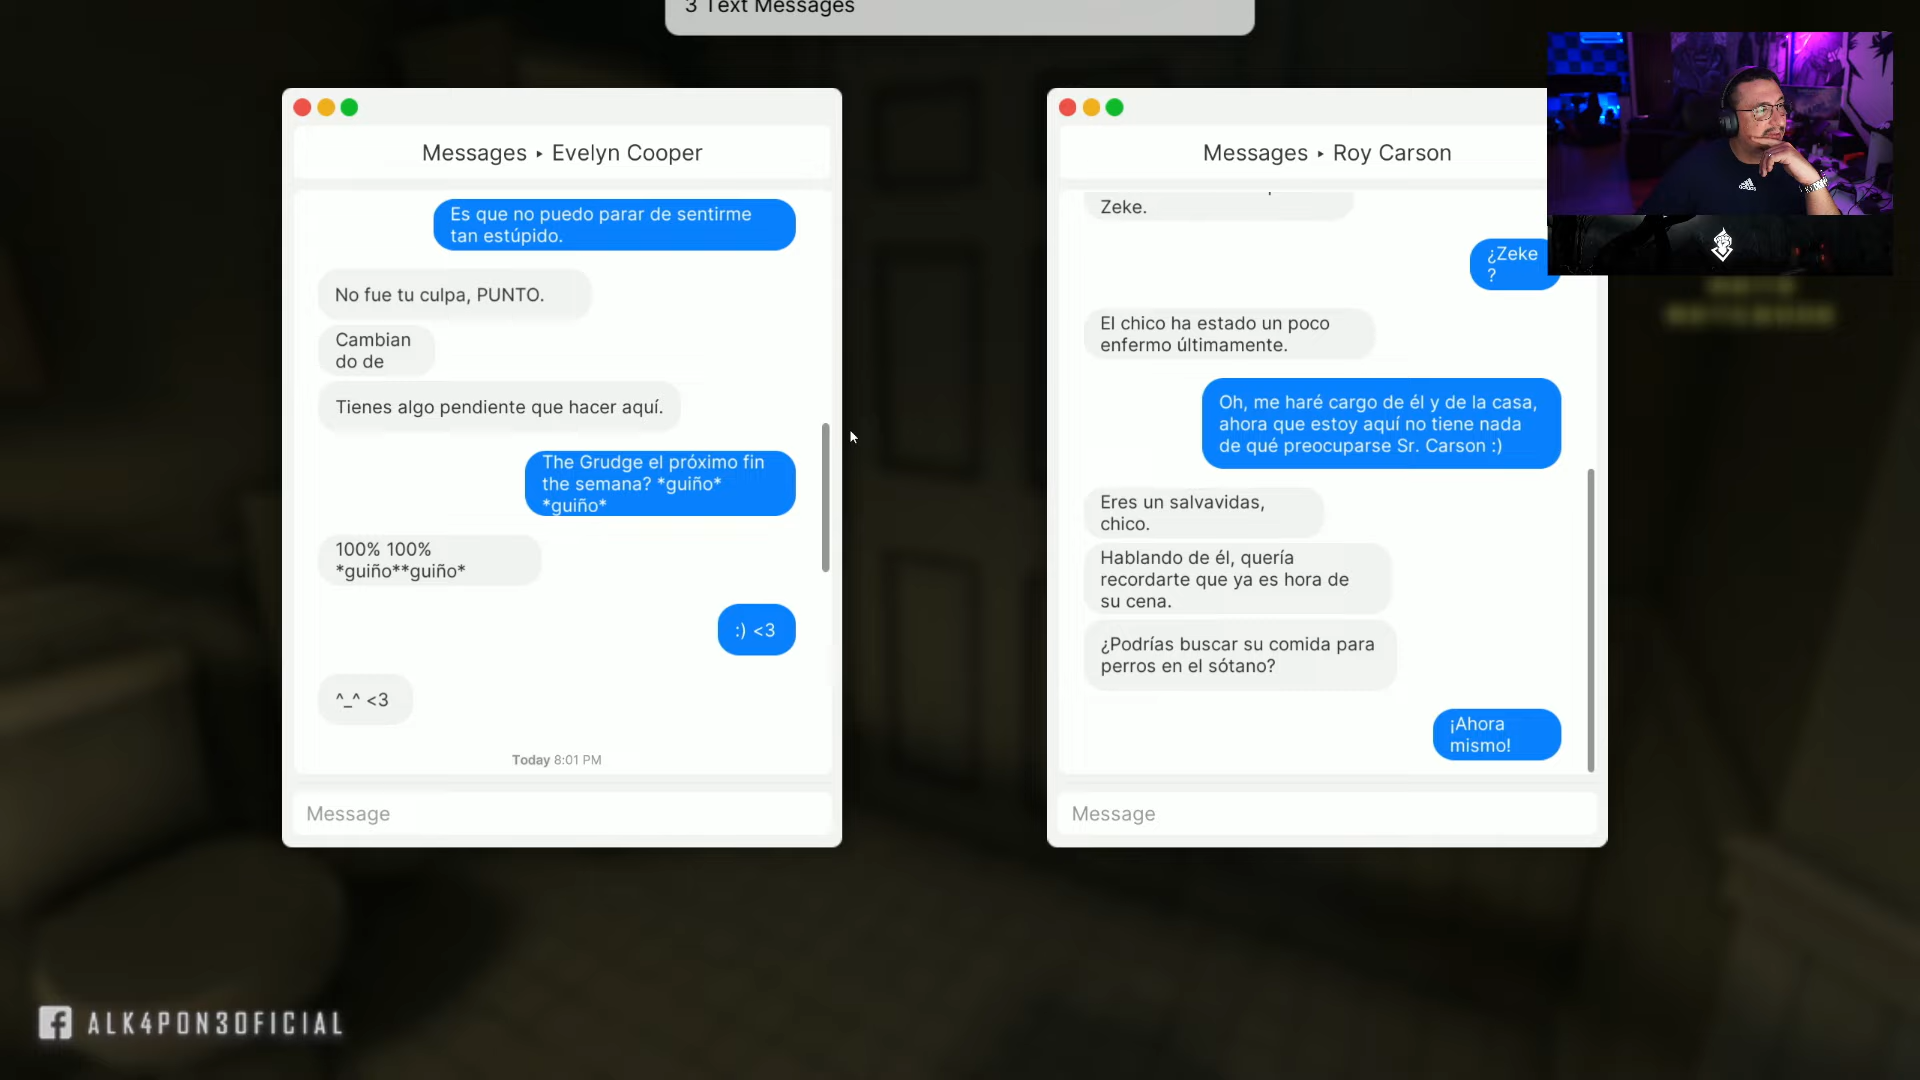 3 Text Messages
Messages ‣ Evelyn Cooper
Es que no puedo parar de sentirme
tan estúpido.
No fue tu culpa, PUNTO.
Cambian
do de
Tienes algo pendiente que hacer aquí.
The Grudge el próximo fin
the semana? *guiño*
*guiño*
100% 100%
*guiño**guiño*
:) <3
^_^ <3
Today 8:01 PM
Message
Messages ‣ Roy Carson
Zeke.
¿Zeke
?
El chico ha estado un poco
enfermo últimamente.
Oh, me haré cargo de él y de la casa,
ahora que estoy aquí no tiene nada
de qué preocuparse Sr. Carson :)
Eres un salvavidas,
chico.
Hablando de él, quería
recordarte que ya es hora de
su cena.
¿Podrías buscar su comida para
perros en el sótano?
¡Ahora
mismo!
Message
ALK4PON3OFICIAL